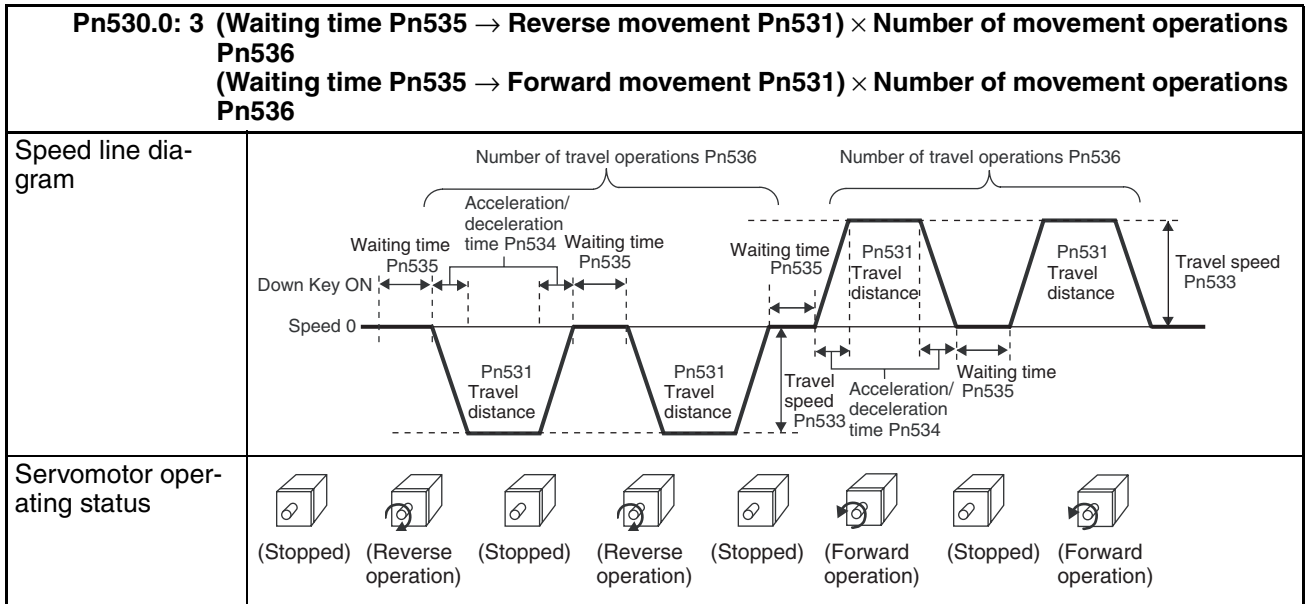 Pn530.0: 3 (Waiting time Pn535 → Reverse movement Pn531) × Number of movement operations
Pn536
(Waiting time Pn535 → Forward movement Pn531) × Number of movement operations
Pn536
Speed line dia-
gram
Number of travel operations Pn536
Number of travel operations Pn536
Acceleration/
deceleration
time Pn534
Waiting time
Pn535
Waiting time
Pn535
Waiting time
Pn535
Pn531
Travel
distance
Pn531
Travel
distance
Travel speed
Pn533
Down Key ON
Speed 0
Pn531
Travel
distance
Pn531
Travel
distance
Travel
speed
Pn533
Acceleration/
deceleration
time Pn534
Waiting time
Pn535
Servomotor oper-
ating status
(Stopped)
(Reverse
operation)
(Stopped)
(Reverse
operation)
(Stopped)
(Forward
operation)
(Stopped)
(Forward
operation)